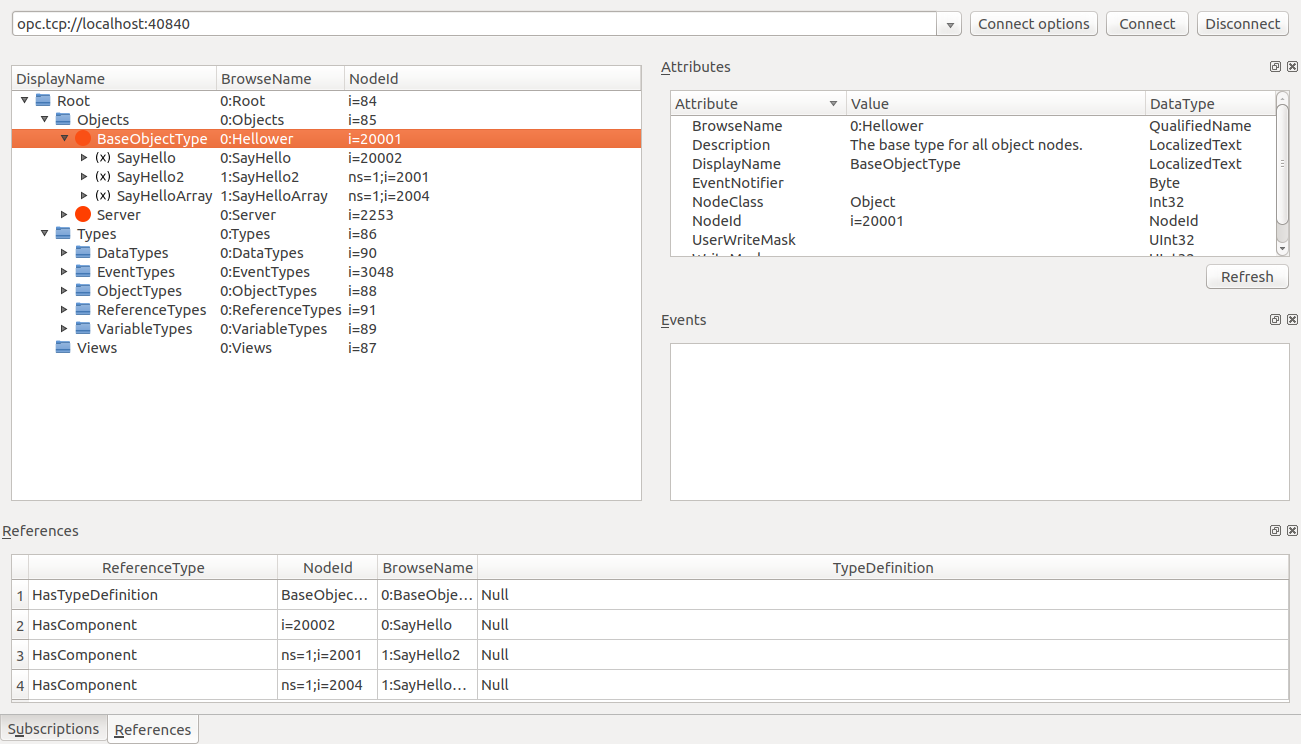 opc.tcp://localhost:40840 Connect options Connect Disconnect
DisplayName BrowseName NodeId
Root 0:Root i=84
Objects 0:Objects i=85
BaseObjectType 0:Hellower i=20001
SayHello 0:SayHello i=20002
SayHello2 1:SayHello2 ns=1;i=2001
SayHelloArray 1:SayHelloArray ns=1;i=2004
Server 0:Server i=2253
Types 0:Types i=86
DataTypes 0:DataTypes i=90
EventTypes 0:EventTypes i=3048
ObjectTypes 0:ObjectTypes i=88
ReferenceTypes 0:ReferenceTypes i=91
VariableTypes 0:VariableTypes i=89
Views 0:Views i=87
Attributes
Attribute Value DataType
BrowseName 0:Hellower QualifiedName
Description The base type for all object nodes. LocalizedText
DisplayName BaseObjectType LocalizedText
EventNotifier Byte
NodeClass Object Int32
NodeId i=20001 NodeId
UserWriteMask UInt32
Refresh
Events
References
ReferenceType NodeId BrowseName TypeDefinition
1 HasTypeDefinition BaseObjec... 0:BaseObje... Null
2 HasComponent i=20002 0:SayHello Null
3 HasComponent ns=1;i=2001 1:SayHello2 Null
4 HasComponent ns=1;i=2004 1:SayHello... Null
Subscriptions References